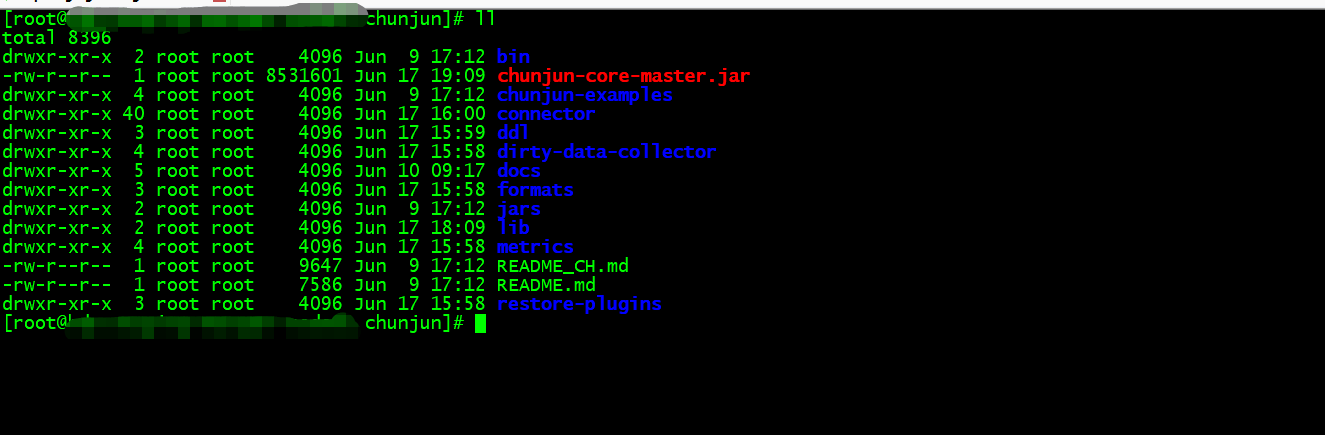 [root@ chunjun]# ll
total 8396
drwxr-xr-x  2 root root    4096 Jun  9 17:12 bin
-rw-r--r--  1 root root 8531601 Jun 17 19:09 chunjun-core-master.jar
drwxr-xr-x  4 root root    4096 Jun  9 17:12 chunjun-examples
drwxr-xr-x 40 root root    4096 Jun 17 16:00 connector
drwxr-xr-x  3 root root    4096 Jun 17 15:59 ddl
drwxr-xr-x  4 root root    4096 Jun 17 15:58 dirty-data-collector
drwxr-xr-x  5 root root    4096 Jun 10 09:17 docs
drwxr-xr-x  3 root root    4096 Jun 17 15:58 formats
drwxr-xr-x  2 root root    4096 Jun  9 17:12 jars
drwxr-xr-x  2 root root    4096 Jun 17 18:09 lib
drwxr-xr-x  4 root root    4096 Jun 17 15:58 metrics
-rw-r--r--  1 root root    9647 Jun  9 17:12 README_CH.md
-rw-r--r--  1 root root    7586 Jun  9 17:12 README.md
drwxr-xr-x  3 root root    4096 Jun 17 15:58 restore-plugins
[root@ chunjun]#